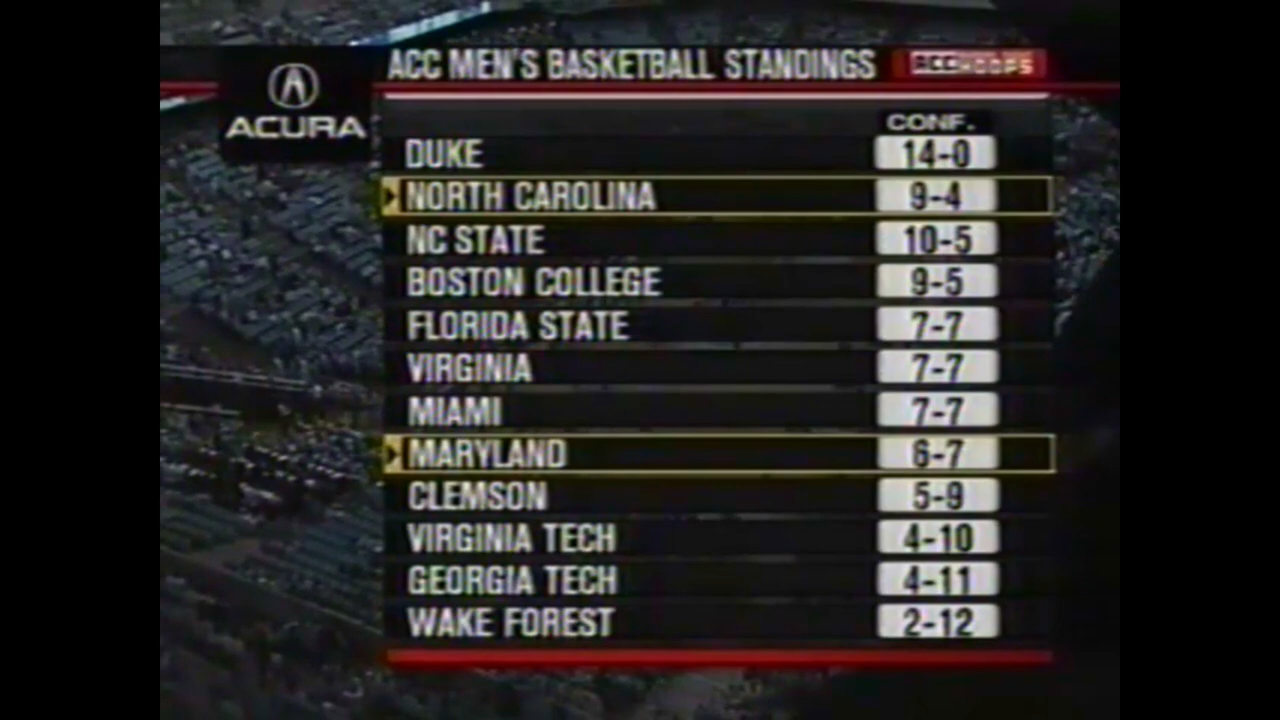 ACC MEN'S BASKETBALL STANDINGS ACCHOOPS
ACURA
CONF.
DUKE 14-0
NORTH CAROLINA 9-4
NC STATE 10-5
BOSTON COLLEGE 9-5
FLORIDA STATE 7-7
VIRGINIA 7-7
MIAMI 7-7
MARYLAND 6-7
CLEMSON 5-9
VIRGINIA TECH 4-10
GEORGIA TECH 4-11
WAKE FOREST 2-12